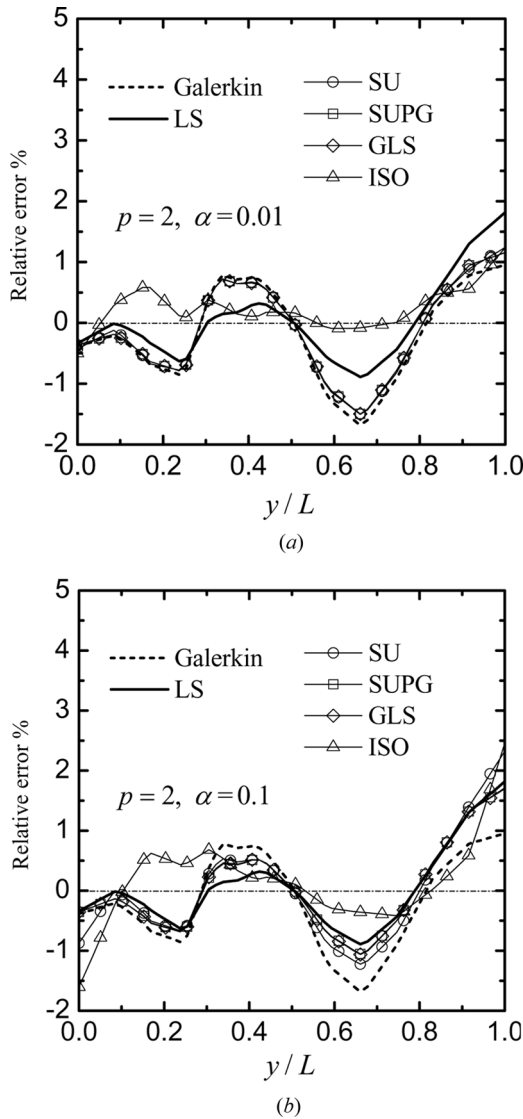 5
4
3
2
1
0
-1
-2
Relative error %
Galerkin
LS
SU
SUPG
GLS
ISO
p = 2, α = 0.01
0.0 0.2 0.4 0.6 0.8 1.0
y / L
(a)
5
4
3
2
1
0
-1
-2
Relative error %
Galerkin
LS
SU
SUPG
GLS
ISO
p = 2, α = 0.1
0.0 0.2 0.4 0.6 0.8 1.0
y / L
(b)